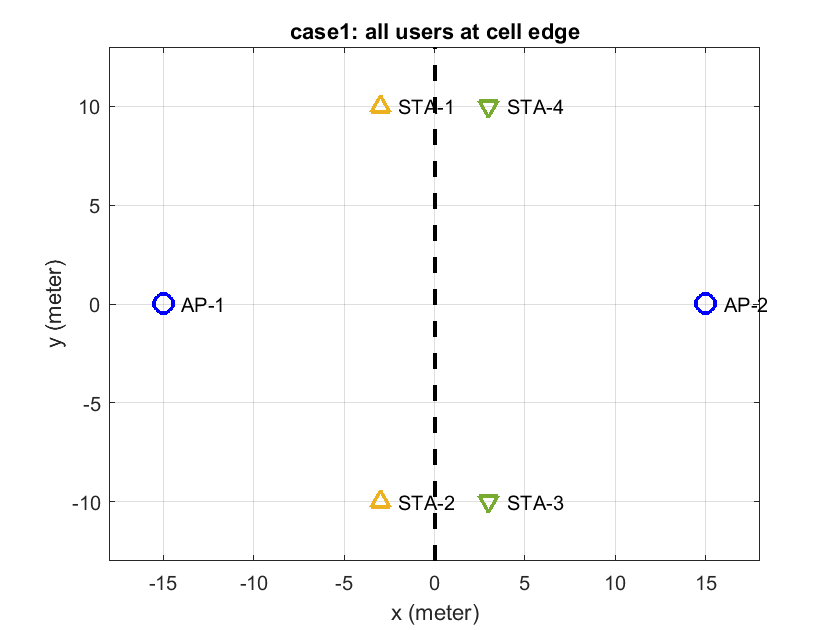 case1: all users at cell edge
10
STA-1
STA-4
5
y (meter)
0
AP-1
AP-2
-5
-10
STA-2
STA-3
-15
-10
-5
0
5
10
15
x (meter)